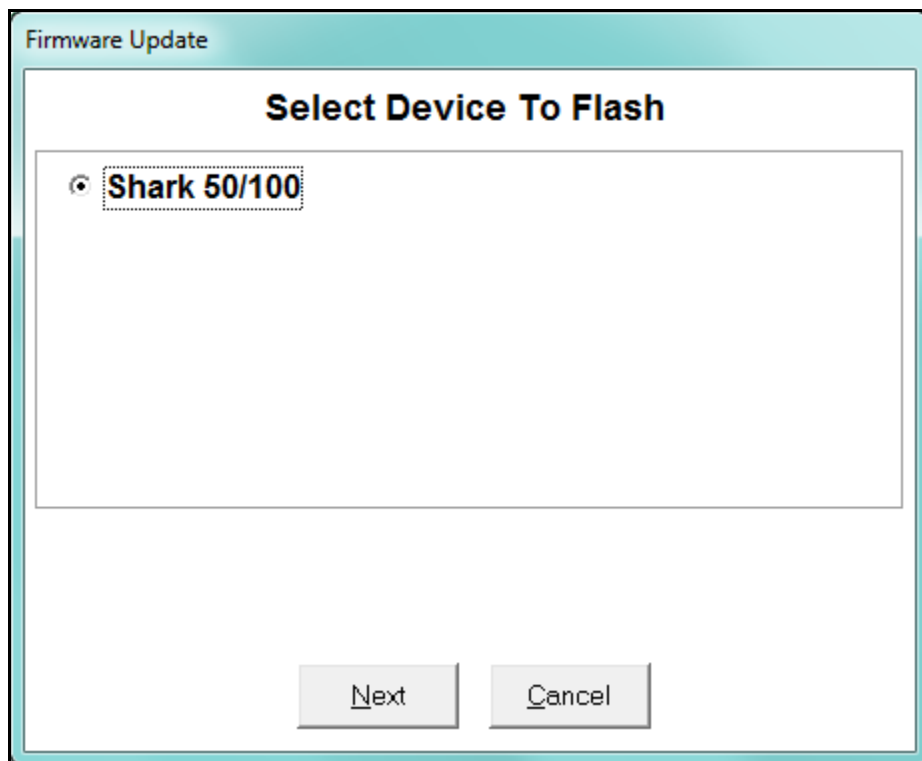 Firmware Update
Select Device To Flash
Shark 50/100
Next
Cancel